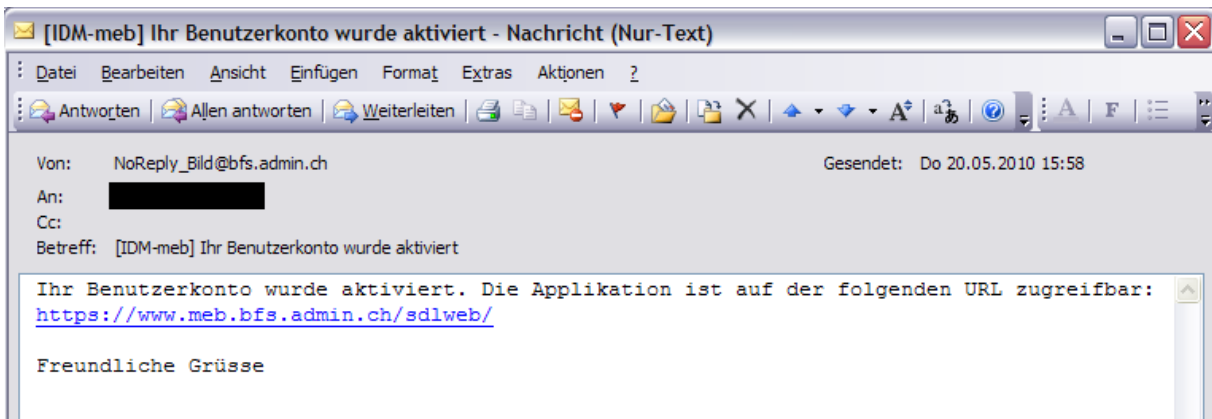 [IDM-meb] Ihr Benutzerkonto wurde aktiviert - Nachricht (Nur-Text)
Datei Bearbeiten Ansicht Einfügen Format Extras Aktionen ?
Antworten Allen antworten Weiterleiten A A F
Von: NoReply_Bild@bfs.admin.ch Gesendet: Do 20.05.2010 15:58
An:
Cc:
Betreff: [IDM-meb] Ihr Benutzerkonto wurde aktiviert
Ihr Benutzerkonto wurde aktiviert. Die Applikation ist auf der folgenden URL zugreifbar:
https://www.meb.bfs.admin.ch/sdlweb/
Freundliche Grüsse